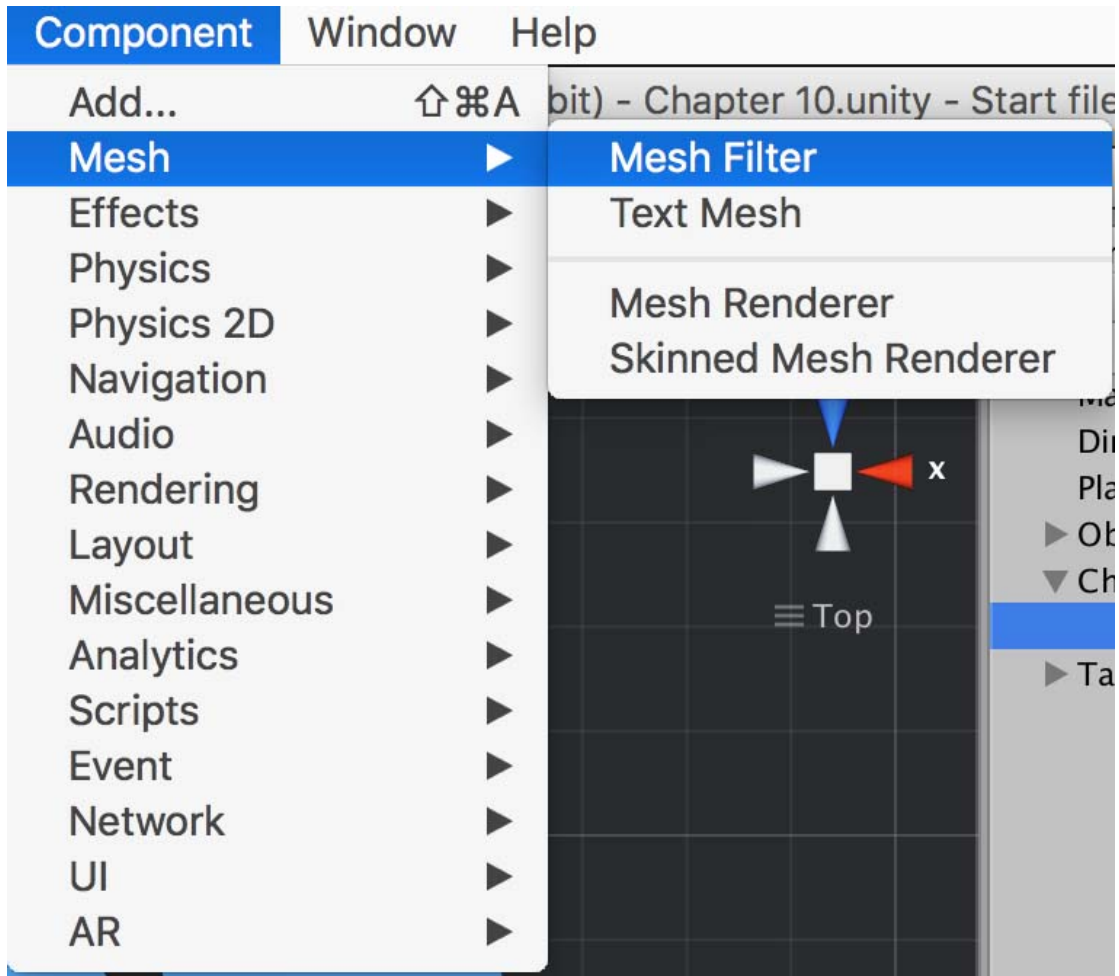 Component Window Help
Add... ⇧⌘A
bit) - Chapter 10.unity - Start file
Mesh
Mesh Filter
Effects
Text Mesh
Physics
Mesh Renderer
Physics 2D
Skinned Mesh Renderer
Navigation
Audio
Rendering
x
Layout
Miscellaneous
Top
Analytics
Scripts
Event
Network
UI
AR